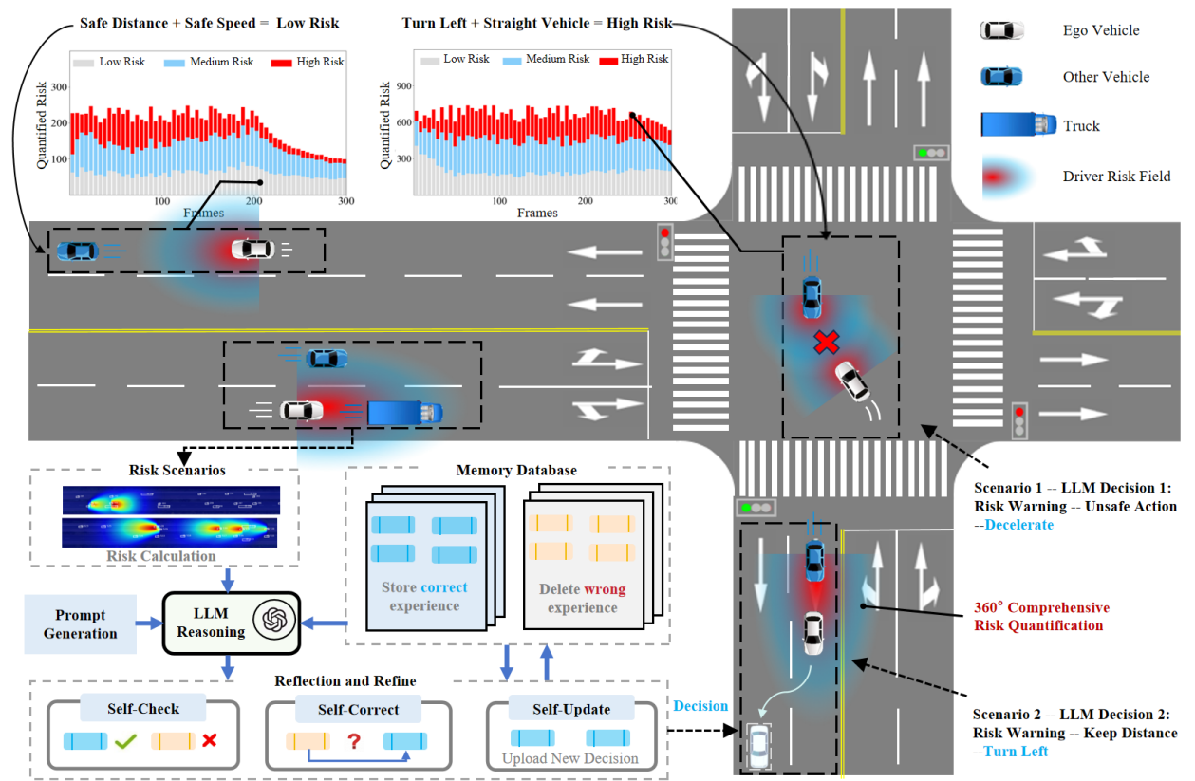 Safe Distance + Safe Speed = Low Risk
Low Risk Medium Risk High Risk
Quantified Risk
300
200
100
100
200
300
Frames
Turn Left + Straight Vehicle = High Risk
Low Risk Medium Risk High Risk
Quantified Risk
900
600
300
100
200
300
Frames
Ego Vehicle
Other Vehicle
Truck
Driver Risk Field
Risk Scenarios
Risk Calculation
Memory Database
Store correct
experience
Delete wrong
experience
Prompt
Generation
LLM
Reasoning
Reflection and Refine
Self-Check
Self-Correct
?
Self-Update
Upload New Decision
Decision
Scenario 1 -- LLM Decision 1:
Risk Warning -- Unsafe Action
--Decelerate
360° Comprehensive
Risk Quantification
Scenario 2 LLM Decision 2:
Risk Warning -- Keep Distance
Turn Left